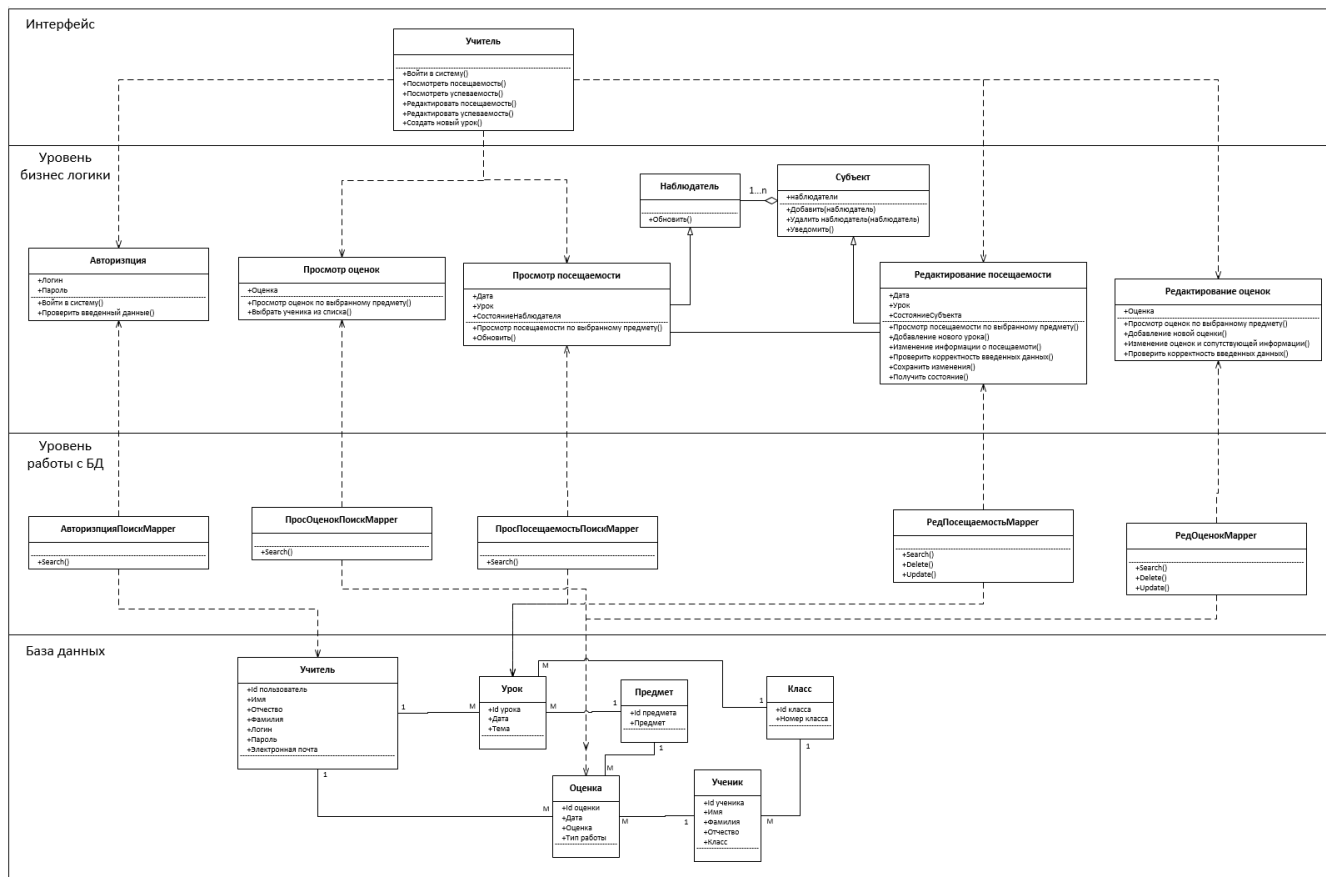 Интерфейс
Учитель
+Войти в систему()
+Посмотреть посещаемость()
+Посмотреть успеваемость()
+Редактировать посещаемость()
+Редактировать успеваемость()
+Создать новый урок()
Уровень
бизнес логики
Наблюдатель
+Обновить()
1...n
Субъект
+наблюдатели
+Добавить(наблюдатель)
+Удалить наблюдатель(наблюдатель)
+Уведомить()
Авторизпция
+Логин
+Пароль
+Войти в систему()
+Проверить введенный данные()
Просмотр оценок
+Оценка
+Просмотр оценок по выбранному предмету()
+Выбрать ученика из списка()
Просмотр посещаемости
+Дата
+Урок
+СостояниеНаблюдателя
+Просмотр посещаемости по выбранному предмету()
+Обновить()
Редактирование посещаемости
+Дата
+Урок
+СостояниеСубъекта
+Просмотр посещаемости по выбранному предмету()
+Добавление нового урока()
+Изменение информации о посещаемоти()
+Проверить корректность введенных данных()
+Сохранить изменения()
+Получить состояние()
Редактирование оценок
+Оценка
+Просмотр оценок по выбранному предмету()
+Добавление новой оценки()
+Изменение оценок и сопутствующей информации()
+Проверить корректность введенных данных()
Уровень
работы с БД
АвторизпцияПоискMapper
+Search()
ПросОценокПоискMapper
+Search()
ПросПосещаемостьПоискMapper
+Search()
РедПосещаемостьMapper
+Search()
+Delete()
+Update()
РедОценокMapper
+Search()
+Delete()
+Update()
База данных
Учитель
+Id пользователь
+Имя
+Отчество
+Фамилия
+Логин
+Пароль
+Электронная почта
1
M
1
M
Урок
+Id урока
+Дата
+Тема
M
M
1
Предмет
+Id предмета
+Предмет
1
M
Класс
+Id класса
+Номер класса
1
1
M
Оценка
+Id оценки
+Дата
+Оценка
+Тип работы
M
1
Ученик
+Id ученика
+Имя
+Фамилия
+Отчество
+Класс